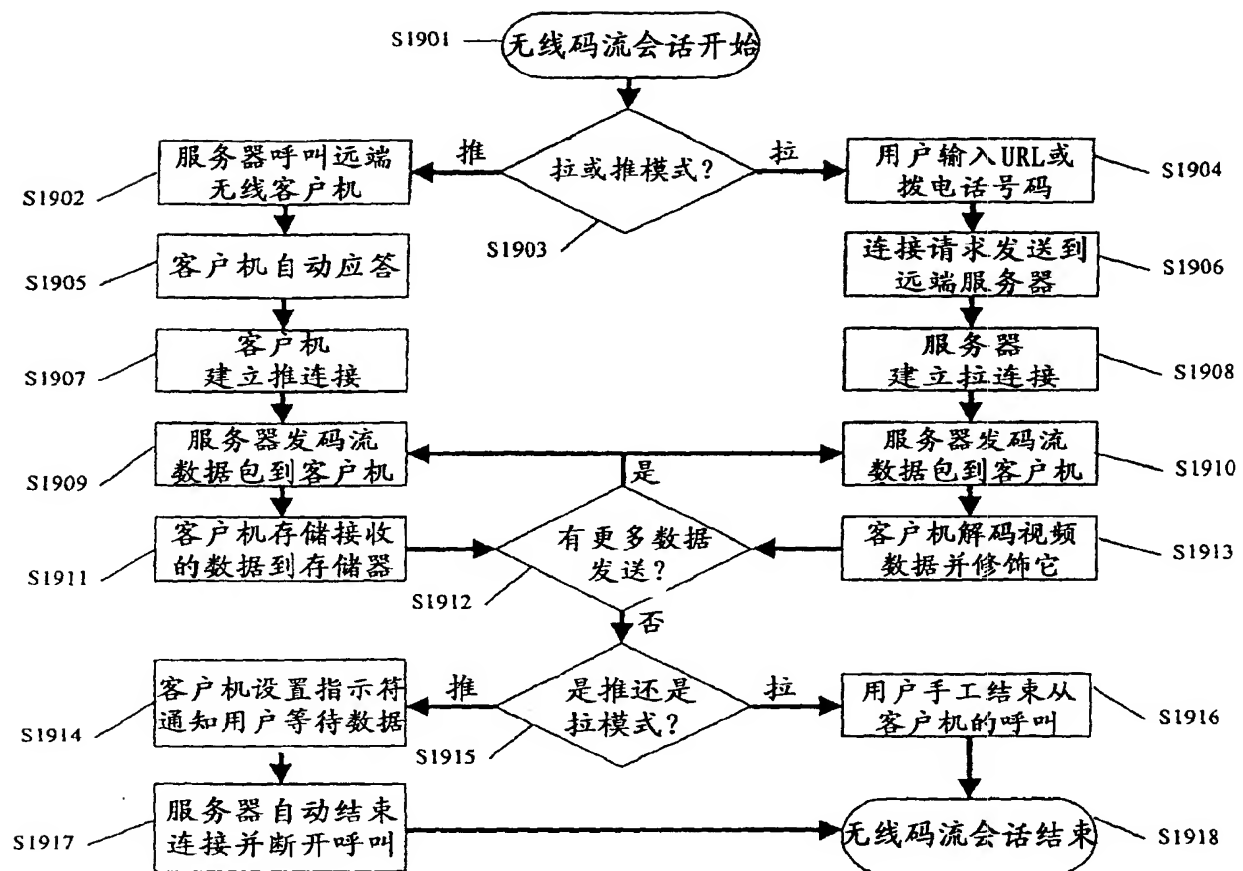 S1901
无线码流会话开始
服务器呼叫远端
无线客户机
S1902
推
拉或推模式?
S1903
拉
用户输入URL或
拨电话号码
S1904
客户机自动应答
S1905
连接请求发送到
远端服务器
S1906
客户机
建立推连接
S1907
服务器
建立拉连接
S1908
服务器发码流
数据包到客户机
S1909
是
服务器发码流
数据包到客户机
S1910
客户机存储接收
的数据到存储器
S1911
有更多数据
发送?
S1912
客户机解码视频
数据并修饰它
S1913
否
客户机设置指示符
通知用户等待数据
S1914
推
是推还是
拉模式?
S1915
拉
用户手工结束从
客户机的呼叫
S1916
服务器自动结束
连接并断开呼叫
S1917
无线码流会话结束
S1918